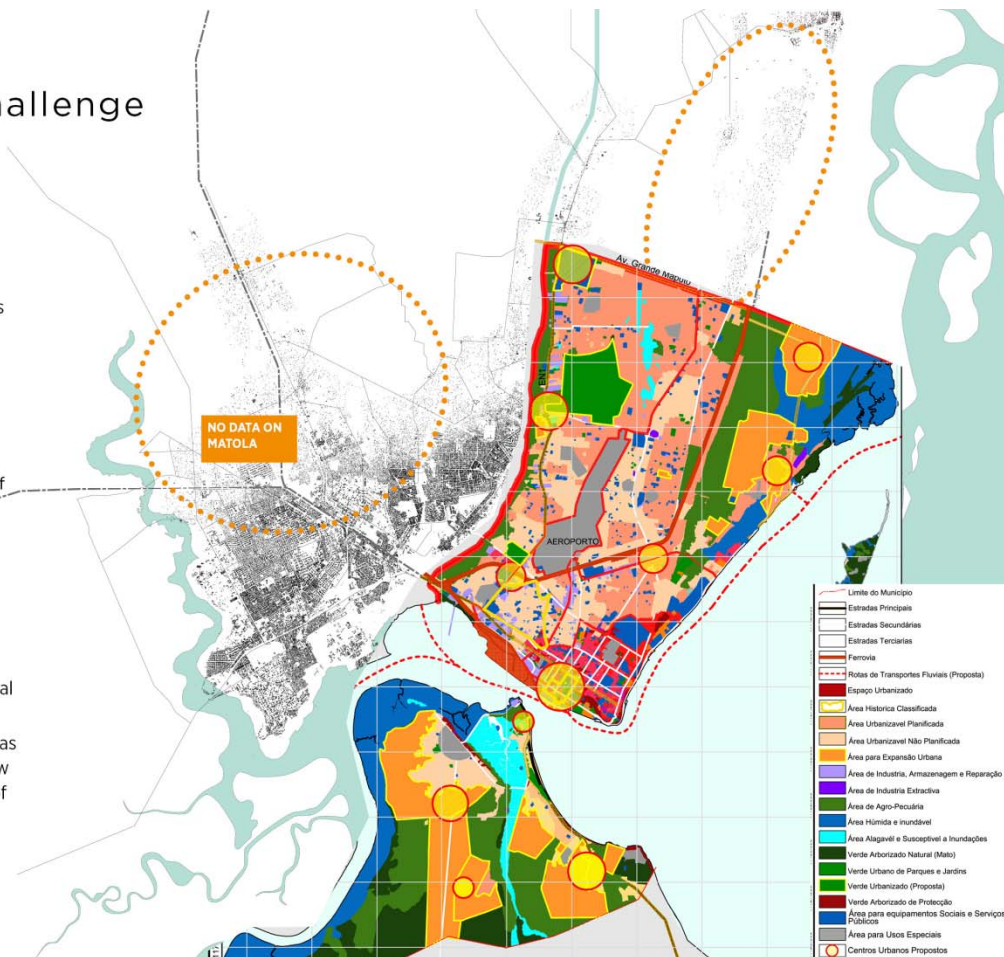 allenge
s
f
al
as
w
f
NO DATA ON
MATOLA
Av. Grande Maputo
EN1
AEROPORTO
Limite do Município
Estradas Principais
Estradas Secundárias
Estradas Terciarias
Ferrovia
Rotas de Transportes Fluviais (Proposta)
Espaço Urbanizado
Área Historica Classificada
Área Urbanizavel Planificada
Área Urbanizavel Não Planificada
Área para Expansão Urbana
Área de Industria, Armazenagem e Reparação
Área de Industria Extractiva
Área de Agro-Pecuária
Área Húmida e inundável
Área Alagavél e Susceptivel a Inundações
Verde Arborizado Natural (Mato)
Verde Urbano de Parques e Jardins
Verde Urbanizado (Proposta)
Verde Arborizado de Protecção
Área para equipamentos Sociais e Serviços
Públicos
Área para Usos Especiais
Centros Urbanos Propostos